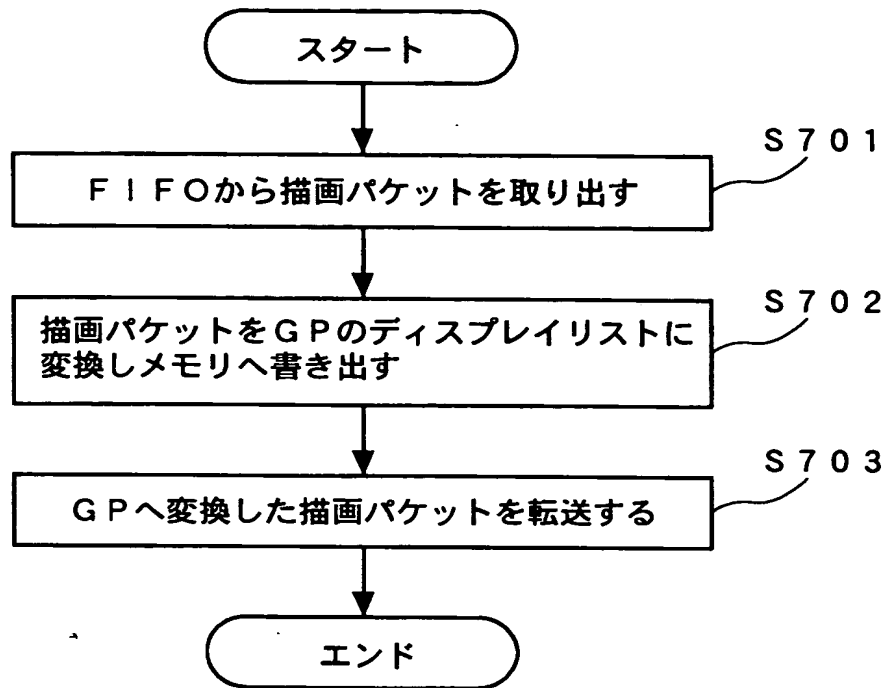 スタート
S701
FIFOから描画パケットを取り出す
S702
描画パケットをGPのディスプレイリストに
変換しメモリへ書き出す
S703
GPへ変換した描画パケットを転送する
エンド